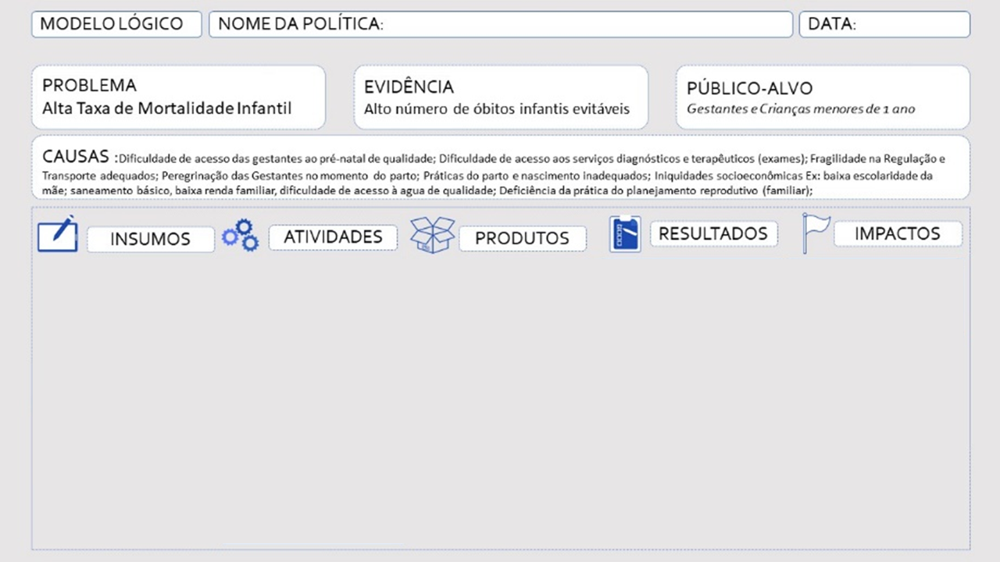 MODELO LÓGICO
NOME DA POLÍTICA:
DATA:
PROBLEMA
Alta Taxa de Mortalidade Infantil
EVIDÊNCIA
Alto número de óbitos infantis evitáveis
PÚBLICO-ALVO
Gestantes e Crianças menores de 1 ano
CAUSAS :Dificuldade de acesso das gestantes ao pré-natal de qualidade; Dificuldade de acesso aos serviços diagnósticos e terapêuticos (exames); Fragilidade na Regulação e
Transporte adequados; Peregrinação das Gestantes no momento do parto; Práticas do parto e nascimento inadequados; Iniquidades socioeconômicas Ex: baixa escolaridade da
mãe; saneamento básico, baixa renda familiar, dificuldade de acesso à agua de qualidade; Deficiência da prática do planejamento reprodutivo (familiar);
INSUMOS
ATIVIDADES
PRODUTOS
RESULTADOS
IMPACTOS